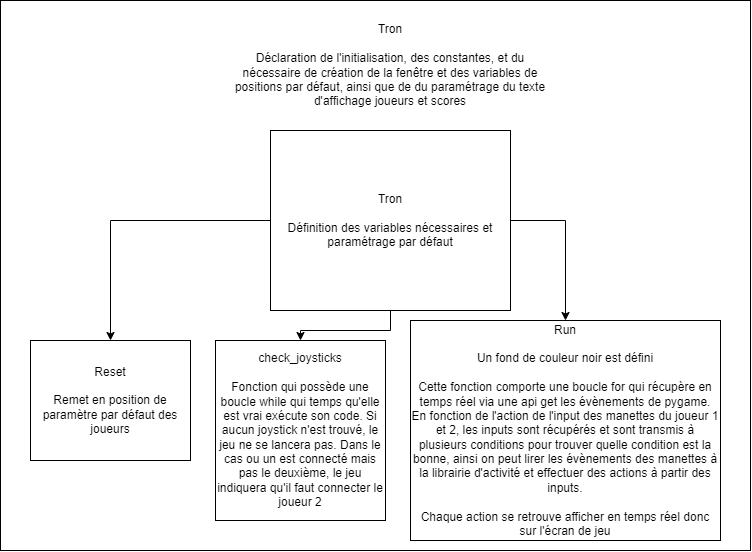 Tron
Déclaration de l'initialisation, des constantes, et du
nécessaire de création de la fenêtre et des variables de
positions par défaut, ainsi que de du paramétrage du texte
d'affichage joueurs et scores
Tron
Définition des variables nécessaires et
paramétrage par défaut
Reset
Remet en position de
paramètre par défaut des
joueurs
check_joysticks
Fonction qui possède une
boucle while qui temps qu'elle
est vrai exécute son code. Si
aucun joystick n'est trouvé, le
jeu ne se lancera pas. Dans le
cas ou un est connecté mais
pas le deuxième, le jeu
indiquera qu'il faut connecter le
joueur 2
Run
Un fond de couleur noir est défini
Cette fonction comporte une boucle for qui récupère en
temps réel via une api get les évènements de pygame.
En fonction de l'action de l'input des manettes du joueur 1
et 2, les inputs sont récupérés et sont transmis à
plusieurs conditions pour trouver quelle condition est la
bonne, ainsi on peut lire les évènements des manettes à
la librairie d'activité et effectuer des actions à partir des
inputs.
Chaque action se retrouve afficher en temps réel donc
sur l'écran de jeu